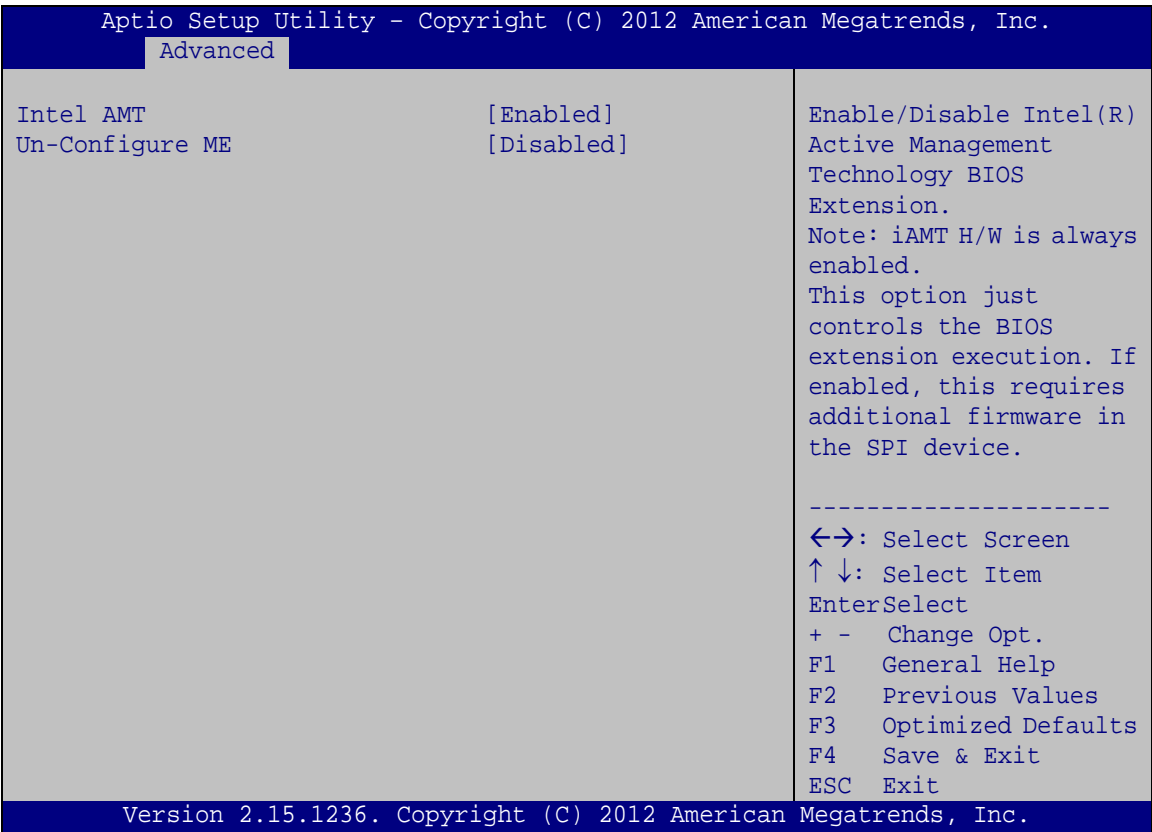 Aptio Setup Utility – Copyright (C) 2012 American Megatrends, Inc.
Advanced
Intel AMT [Enabled]
Un-Configure ME [Disabled]
Enable/Disable Intel(R)
Active Management
Technology BIOS
Extension.
Note: iAMT H/W is always
enabled.
This option just
controls the BIOS
extension execution. If
enabled, this requires
additional firmware in
the SPI device.
---------------------
←→: Select Screen
↑ ↓: Select Item
EnterSelect
+ - Change Opt.
F1 General Help
F2 Previous Values
F3 Optimized Defaults
F4 Save & Exit
ESC Exit
Version 2.15.1236. Copyright (C) 2012 American Megatrends, Inc.